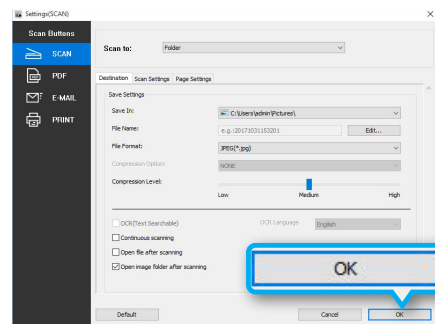 Settings(SCAN)
Scan Buttons
SCAN
PDF
E-MAIL
PRINT
Scan to: Folder
Destination Scan Settings Page Settings
Save Settings
Save In: C:\Users\admin\Pictures\
File Name: e.g.:20171031153201 Edit...
File Format: JPEG(*.jpg)
Compression Option: NONE
Compression Level:
Low Medium High
OCR(Text Searchable) OCR Language English
Continuous scanning
Open file after scanning
Open image folder after scanning
OK
Default Cancel OK